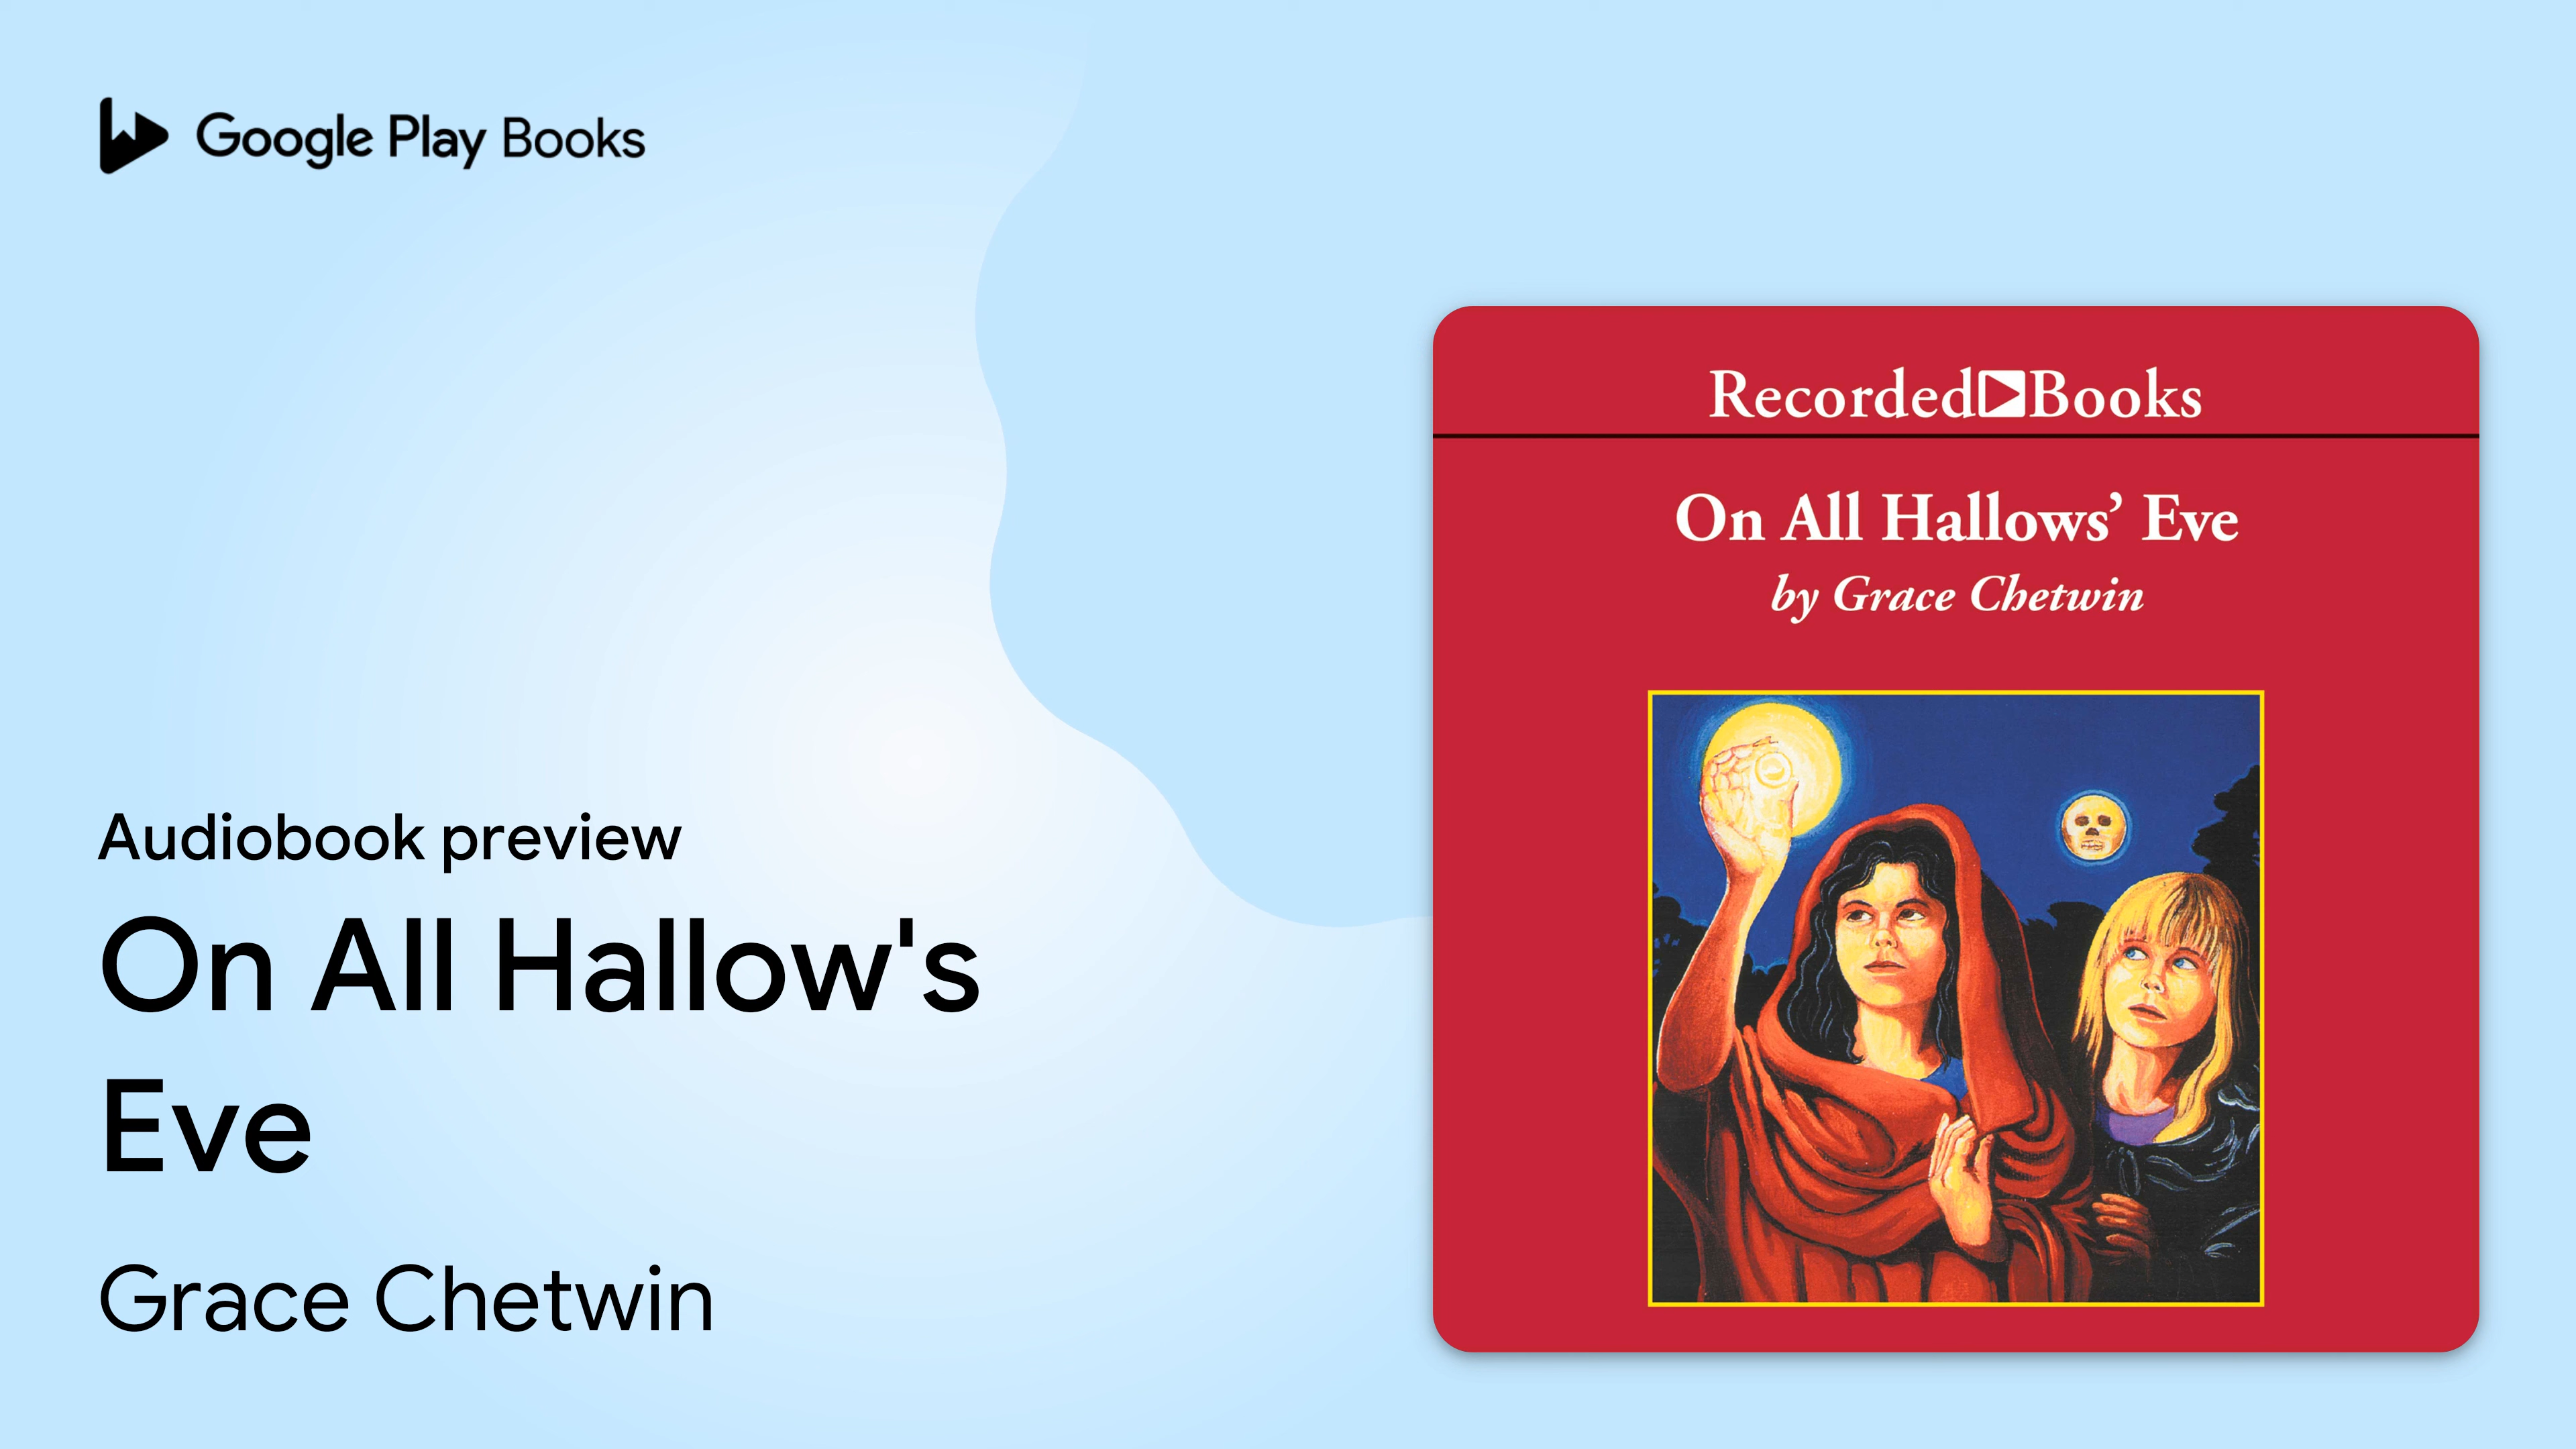 Google Play Books
Audiobook preview
On All Hallow's
Eve
Grace Chetwin
Recorded Books
On All Hallows’ Eve
by Grace Chetwin